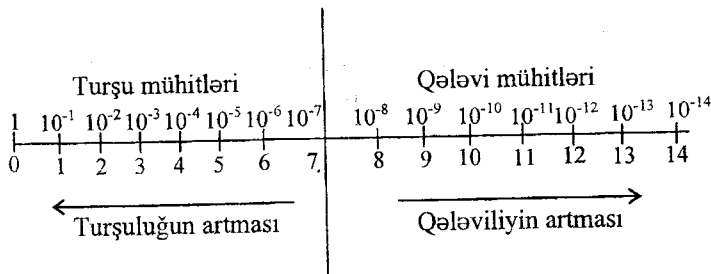 Turşu mühitləri Qələvi mühitləri
1 10⁻¹ 10⁻² 10⁻³ 10⁻⁴ 10⁻⁵ 10⁻⁶ 10⁻⁷ 10⁻⁸ 10⁻⁹ 10⁻¹⁰ 10⁻¹¹ 10⁻¹² 10⁻¹³ 10⁻¹⁴
0 1 2 3 4 5 6 7 8 9 10 11 12 13 14
Turşuluğun artması Qələviliyin artması